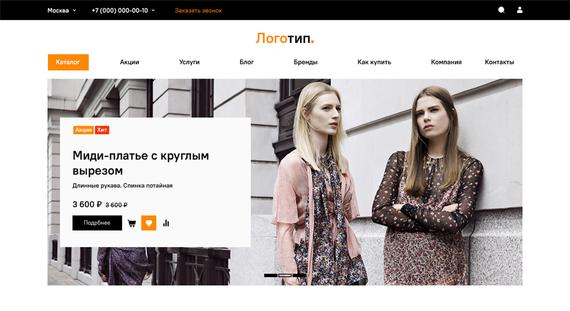 Москва +7 (000) 000-00-10 Заказать звонок
Логотип.
Каталог Акции Услуги Блог Бренды Как купить Компания Контакты
Акция Хит
Миди-платье с круглым
вырезом
Длинные рукава. Спинка потайная
3 600 ₽ 3 600 ₽
Подрбнее